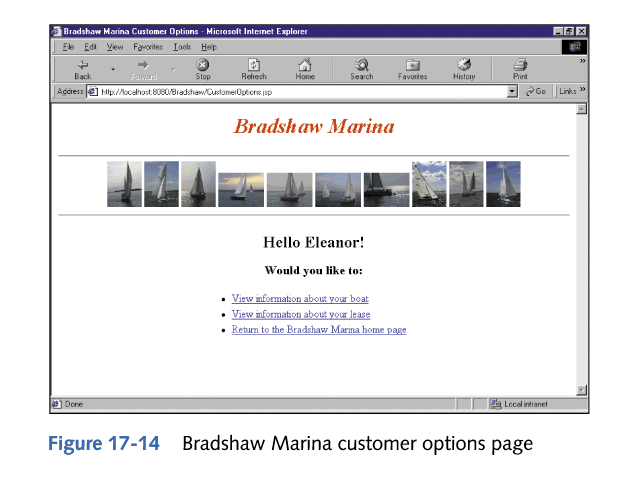 Bradshaw Marina Customer Options - Microsoft Internet Explorer
File Edit View Favorites Tools Help
Back Forward Stop Refresh Home Search Favorites History Print »
Address http://localhost:8080/Bradshaw/CustomerOptions.jsp Go Links »
Bradshaw Marina
Hello Eleanor!
Would you like to:
• View information about your boat
• View information about your lease
• Return to the Bradshaw Marina home page
Done Local intranet
Figure 17-14 Bradshaw Marina customer options page